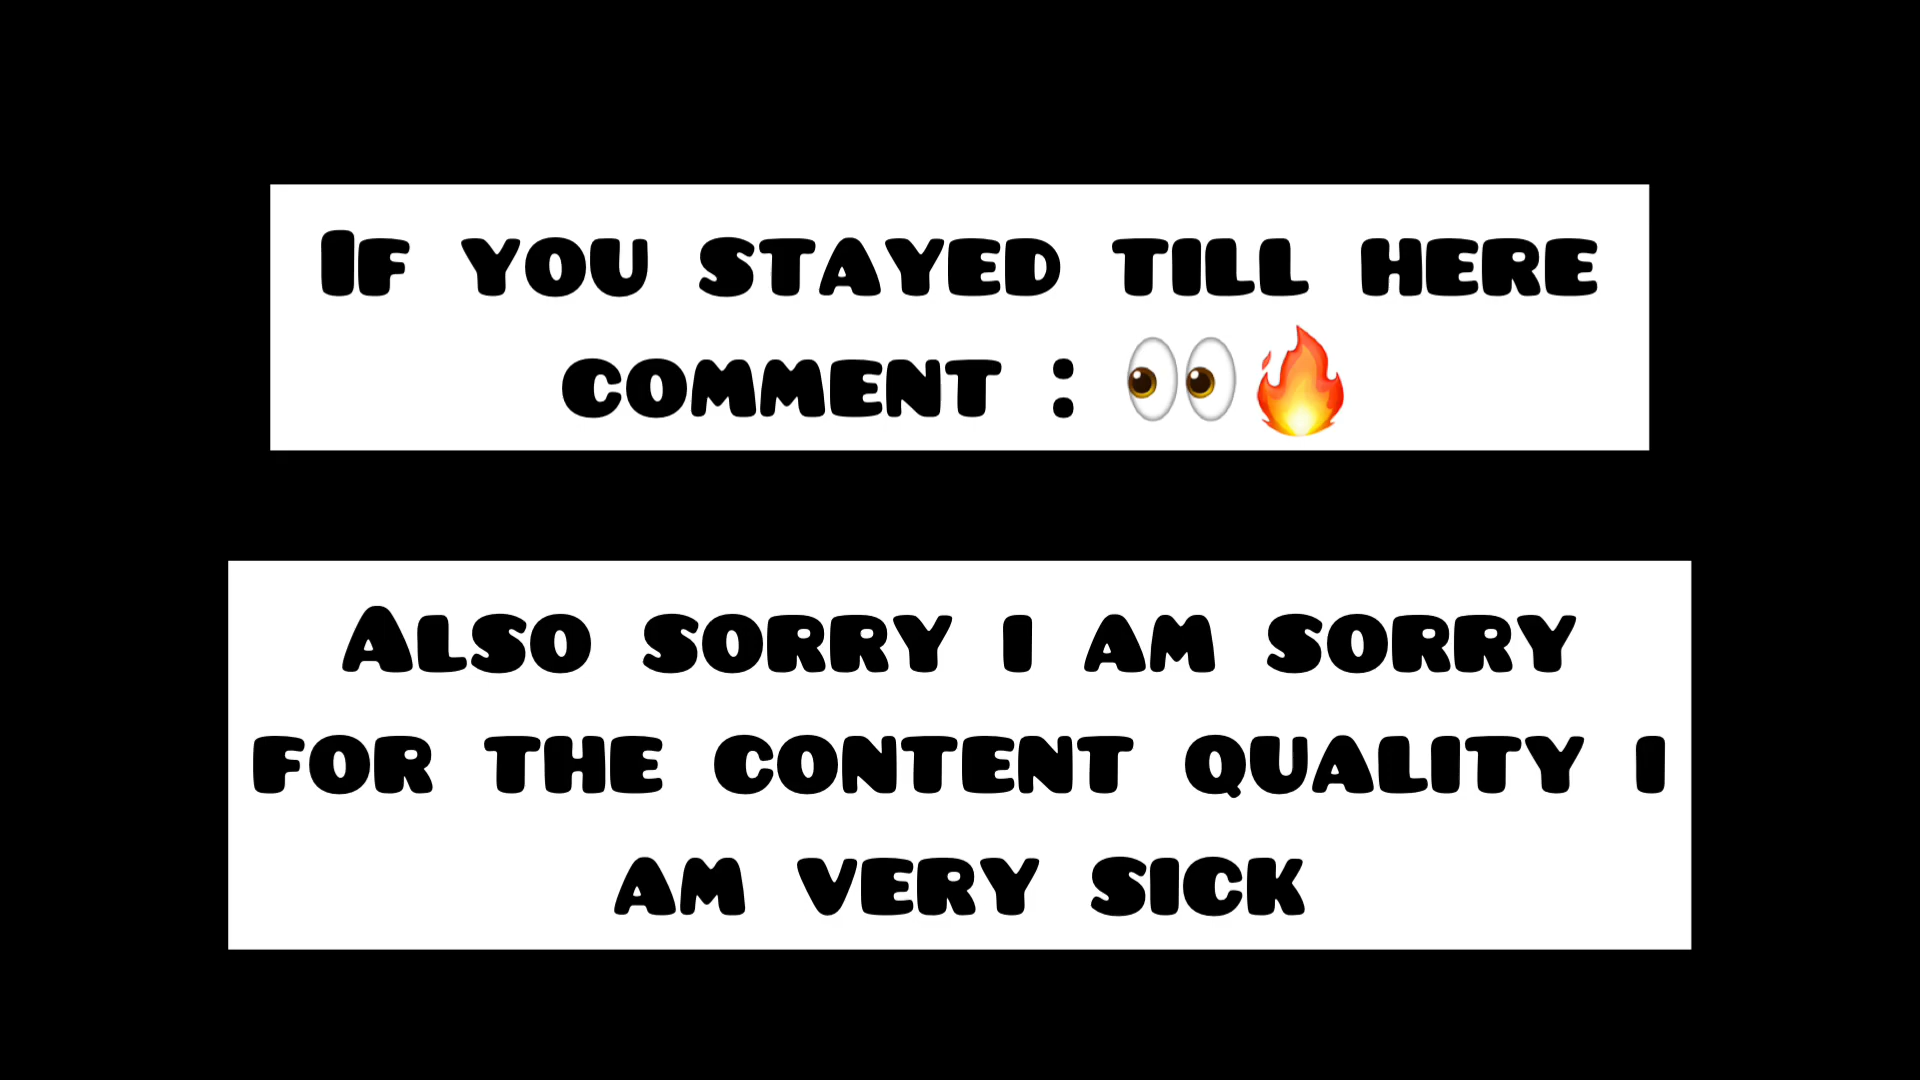 If you stayed till here
comment : 👀🔥
Also sorry i am sorry
for the content quality i
am very sick